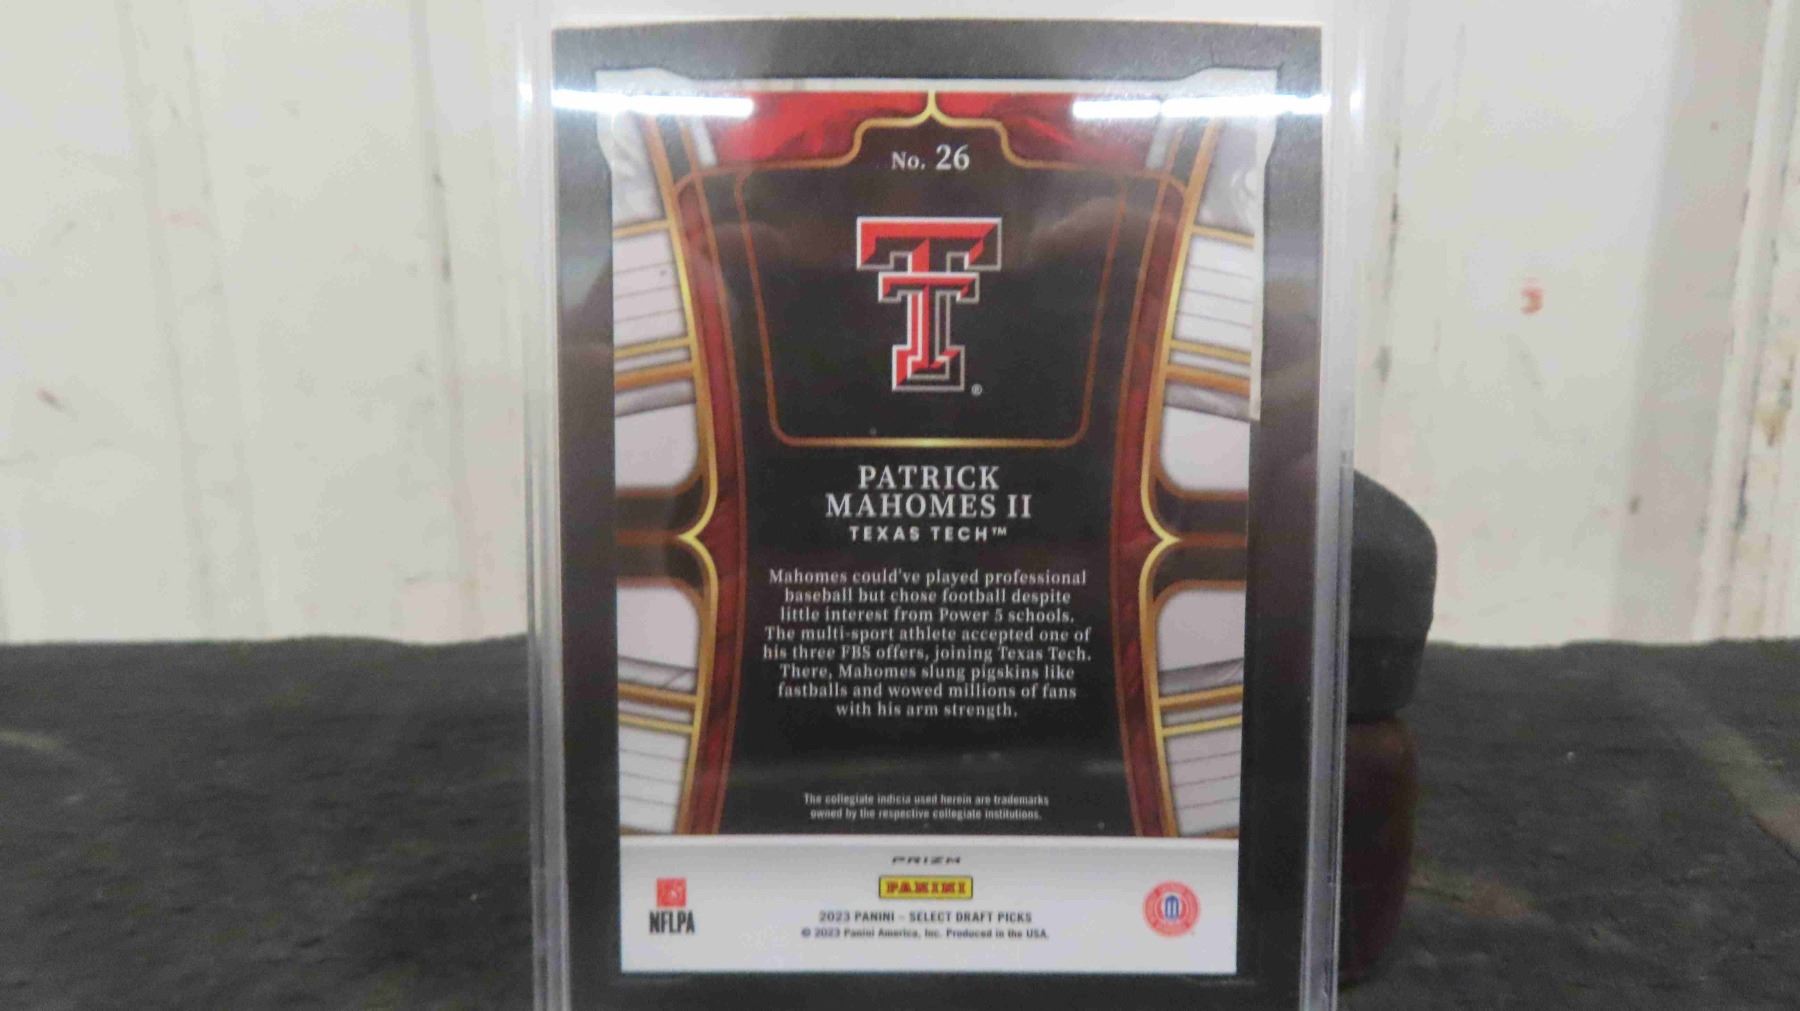 No. 26
®
PATRICK
MAHOMES II
TEXAS TECH™
Mahomes could've played professional
baseball but chose football despite
little interest from Power 5 schools.
The multi-sport athlete accepted one of
his three FBS offers, joining Texas Tech.
There, Mahomes slung pigskins like
fastballs and wowed millions of fans
with his arm strength.
The collegiate indicia used herein are trademarks
owned by the respective collegiate institutions.
PRIZM
PANINI
NFLPA
2023 PANINI – SELECT DRAFT PICKS
© 2023 Panini America, Inc. Produced in the USA.